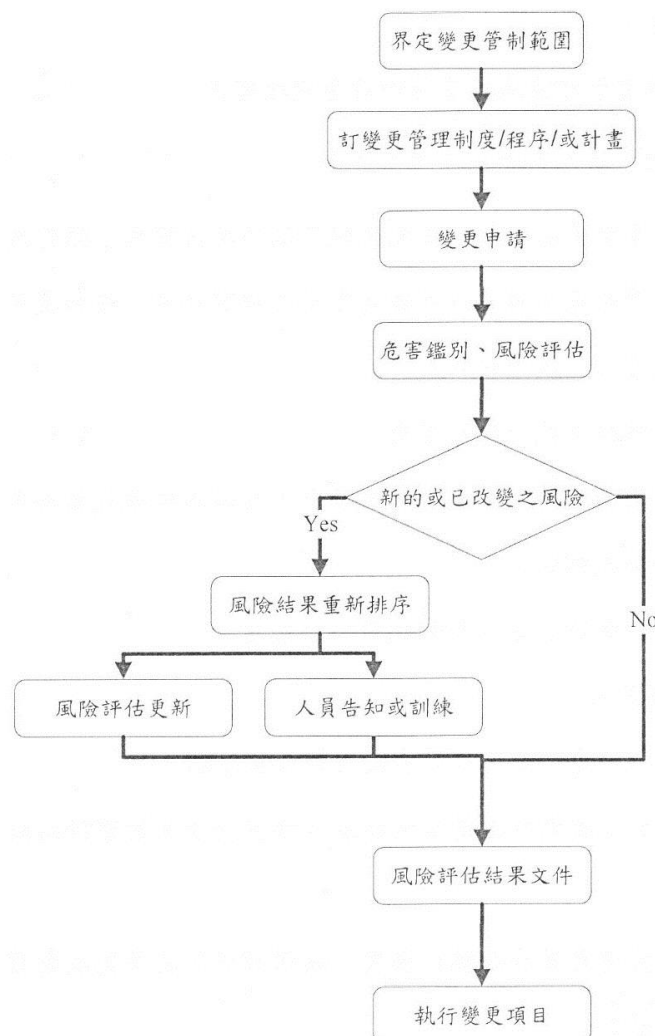 界定變更管制範圍
訂變更管理制度/程序/或計畫
變更申請
危害鑑別、風險評估
新的或已改變之風險
Yes
風險結果重新排序
No
風險評估更新
人員告知或訓練
風險評估結果文件
執行變更項目